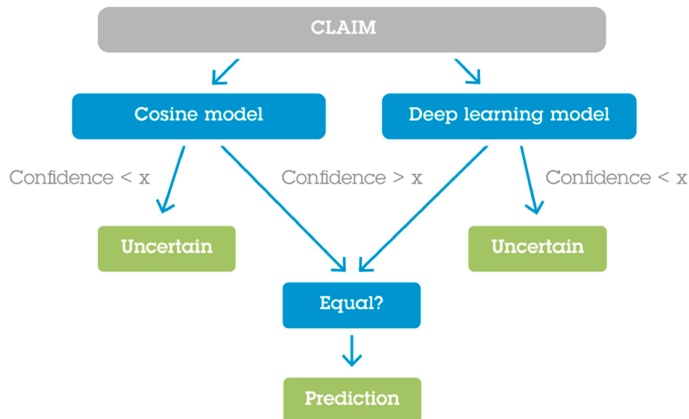 CLAIM
Cosine model
Deep learning model
Confidence < x
Confidence > x
Confidence < x
Uncertain
Uncertain
Equal?
Prediction